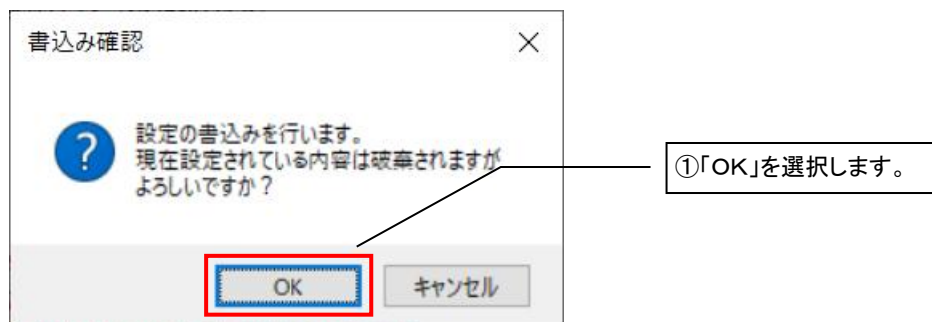 書込み確認
設定の書込みを行います。
現在設定されている内容は破棄されますが
よろしいですか？
①「OK」を選択します。
OK
キャンセル